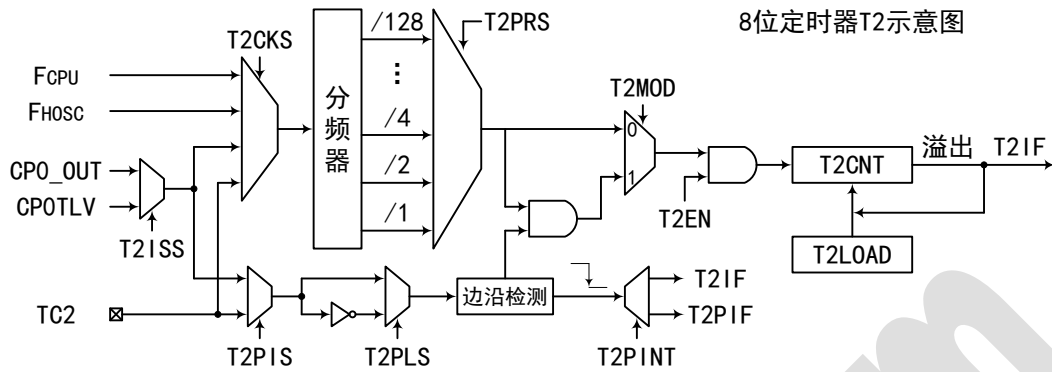 8位定时器T2示意图
T2CKS
/128
T2PRS
FCPU
FHOSC
分频器
⋮
/4
/2
/1
T2MOD
0
1
CP0_OUT
CP0TLV
T2ISS
T2EN
T2CNT
溢出
T2IF
T2LOAD
TC2
T2PIS
T2PLS
边沿检测
T2IF
T2PIF
T2PINT